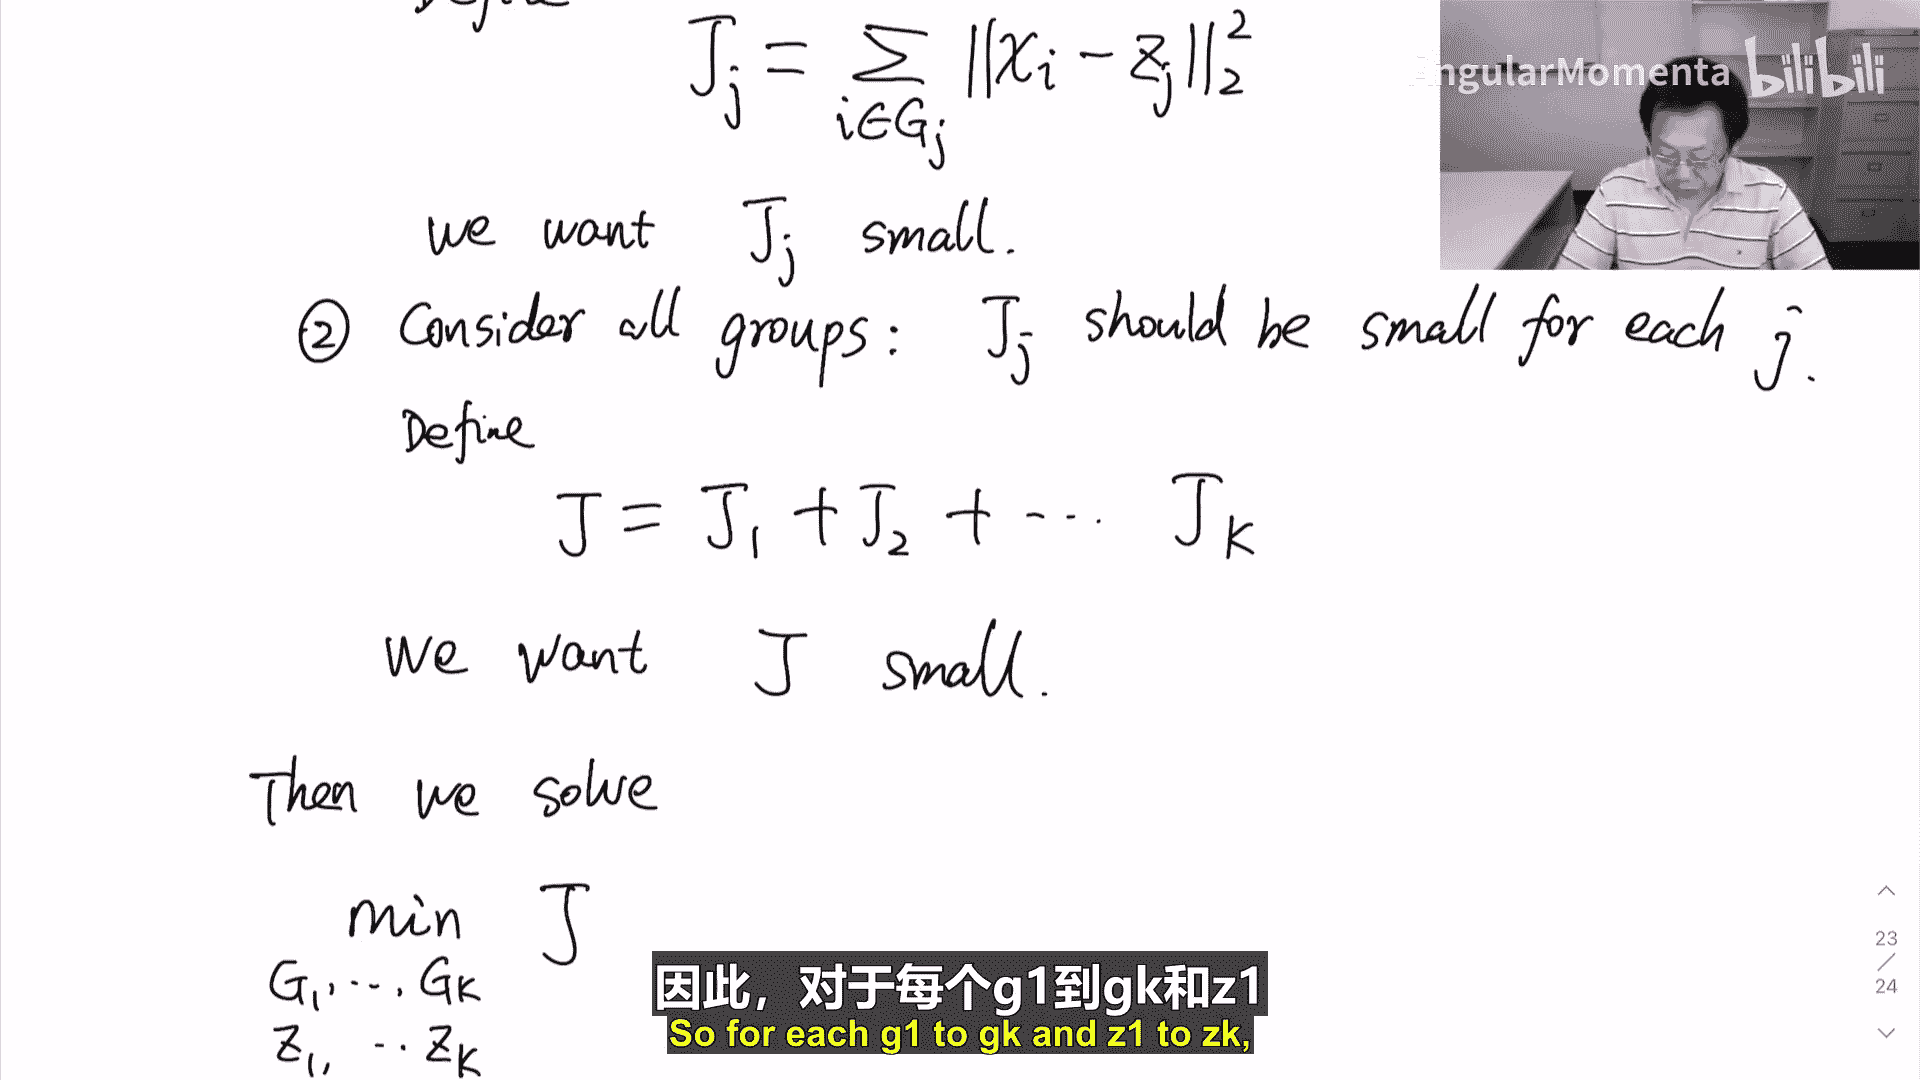 Define
J_j = Σ_{i∈G_j} ||x_i - z_j||_2^2
we want J_j small.
② Consider all groups: J_j should be small for each j.
Define
J = J_1 + J_2 + ··· J_K
We want J small.
Then we solve
min J
G_1, ···, G_K
Z_1, ·· Z_K
AngularMomenta bilibili
23
/
24
因此，对于每个g1到gk和z1
So for each g1 to gk and z1 to zk,